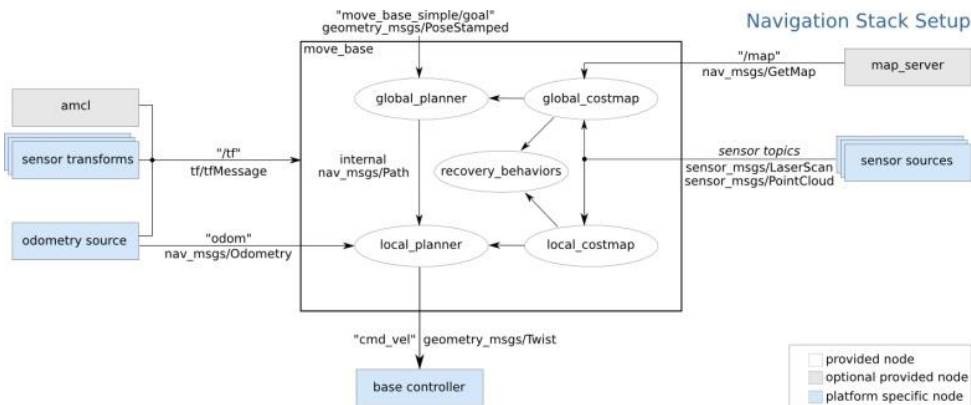 Navigation Stack Setup
"move_base_simple/goal"
geometry_msgs/PoseStamped
move_base
"/map"
nav_msgs/GetMap
map_server
global_planner
global_costmap
amcl
sensor transforms
"/tf"
tf/tfMessage
internal
nav_msgs/Path
recovery_behaviors
sensor topics
sensor_msgs/LaserScan
sensor_msgs/PointCloud
sensor sources
odometry source
"odom"
nav_msgs/Odometry
local_planner
local_costmap
"cmd_vel" geometry_msgs/Twist
base controller
provided node
optional provided node
platform specific node